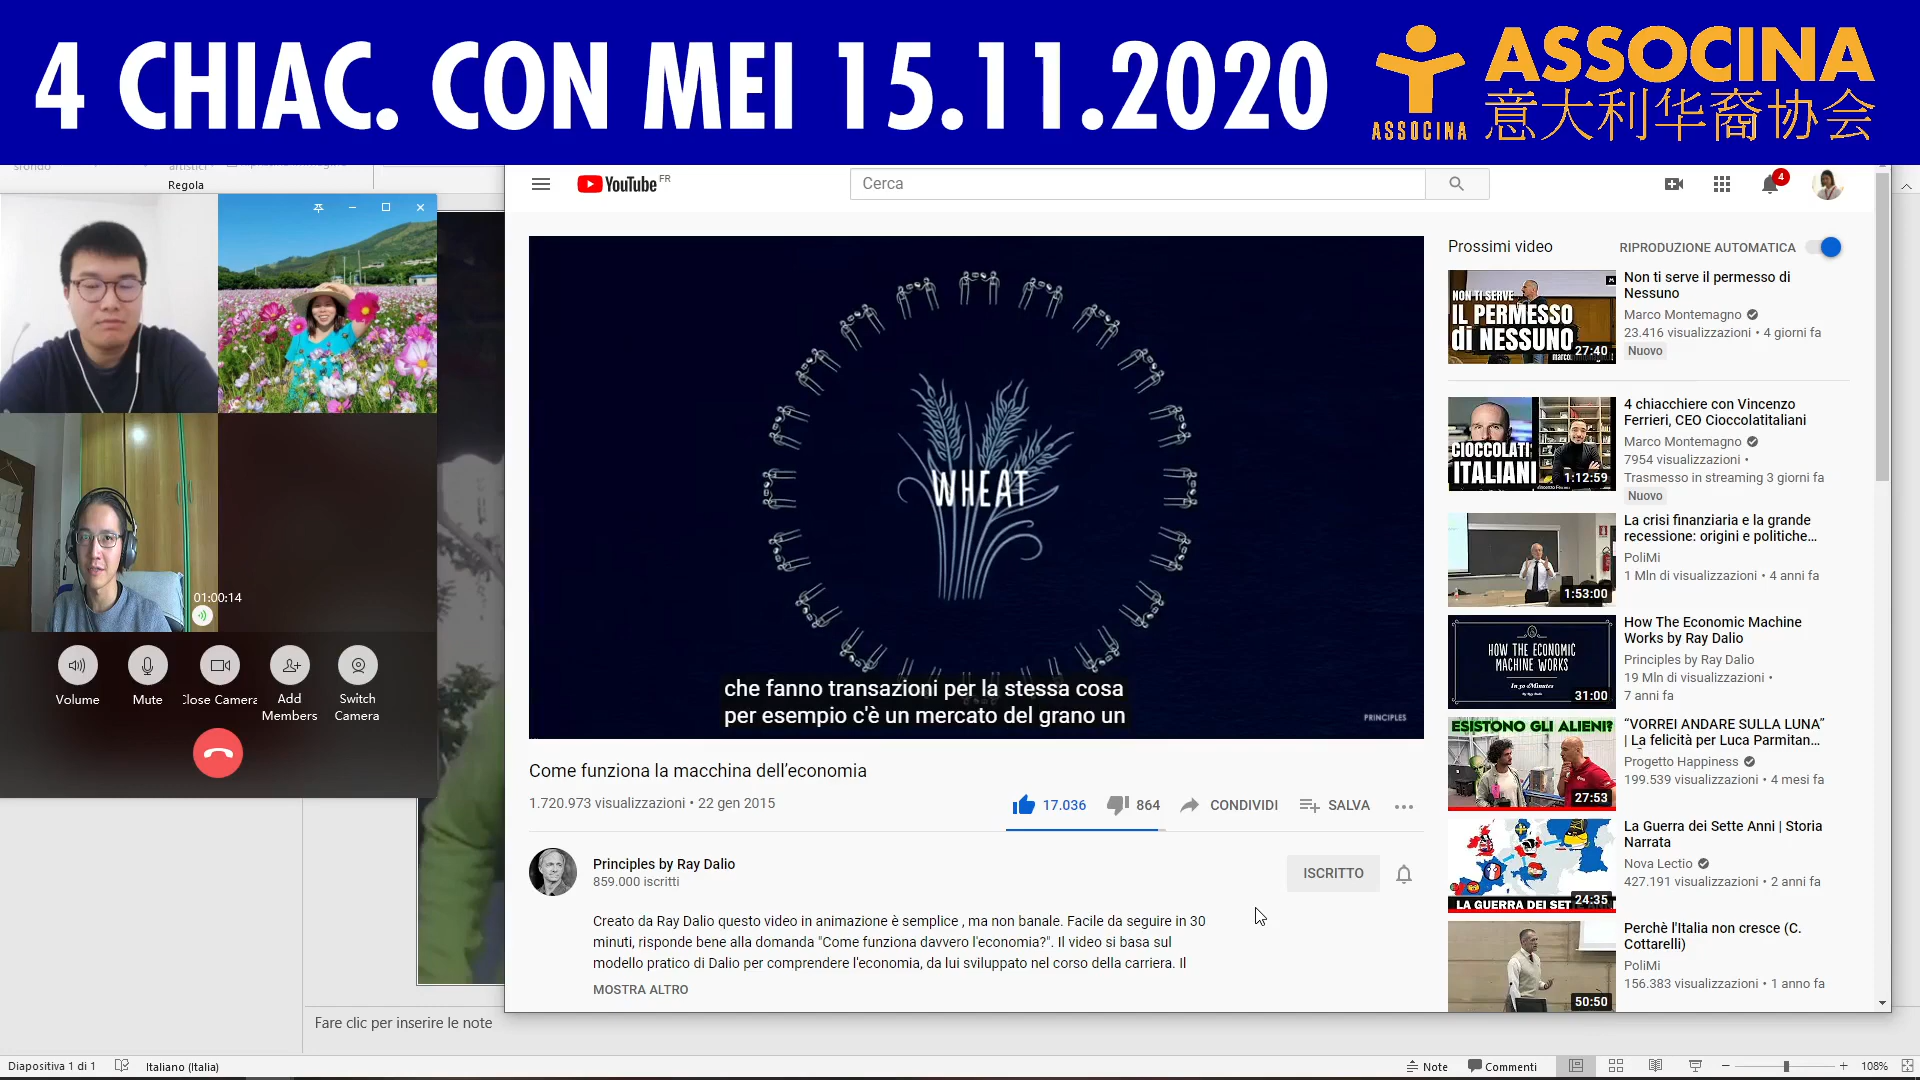 4 CHIAC. CON MEI 15.11.2020
ASSOCINA
ASSOCINA
意大利华裔协会
Regola
YouTube FR
Cerca
4
01:00:14
Volume
Mute
Close Camera
Add Members
Switch Camera
WHEAT
che fanno transazioni per la stessa cosa
per esempio c'è un mercato del grano un
PRINCIPLES
Come funziona la macchina dell'economia
1.720.973 visualizzazioni • 22 gen 2015
17.036
864
CONDIVIDI
SALVA
Principles by Ray Dalio
859.000 iscritti
ISCRITTO
Creato da Ray Dalio questo video in animazione è semplice , ma non banale. Facile da seguire in 30
minuti, risponde bene alla domanda "Come funziona davvero l'economia?". Il video si basa sul
modello pratico di Dalio per comprendere l'economia, da lui sviluppato nel corso della carriera. Il
MOSTRA ALTRO
Prossimi video
RIPRODUZIONE AUTOMATICA
NON TI SERVE
IL PERMESSO
di NESSUNO
27:40
Non ti serve il permesso di
Nessuno
Marco Montemagno
23.416 visualizzazioni • 4 giorni fa
Nuovo
CIOCCOLATI
ITALIANI
1:12:59
4 chiacchiere con Vincenzo
Ferrieri, CEO Cioccolatitaliani
Marco Montemagno
7954 visualizzazioni •
Trasmesso in streaming 3 giorni fa
Nuovo
1:53:00
La crisi finanziaria e la grande
recessione: origini e politiche...
PoliMi
1 Mln di visualizzazioni • 4 anni fa
HOW THE ECONOMIC
MACHINE WORKS
In 30 Minutes
31:00
How The Economic Machine
Works by Ray Dalio
Principles by Ray Dalio
19 Mln di visualizzazioni •
7 anni fa
ESISTONO GLI ALIENI?
27:53
“VORREI ANDARE SULLA LUNA”
| La felicità per Luca Parmitan...
Progetto Happiness
199.539 visualizzazioni • 4 mesi fa
LA GUERRA DEI SET
24:35
La Guerra dei Sette Anni | Storia
Narrata
Nova Lectio
427.191 visualizzazioni • 2 anni fa
50:50
Perchè l'Italia non cresce (C.
Cottarelli)
PoliMi
156.383 visualizzazioni • 1 anno fa
Fare clic per inserire le note
Diapositiva 1 di 1
Italiano (Italia)
Note
Commenti
108%